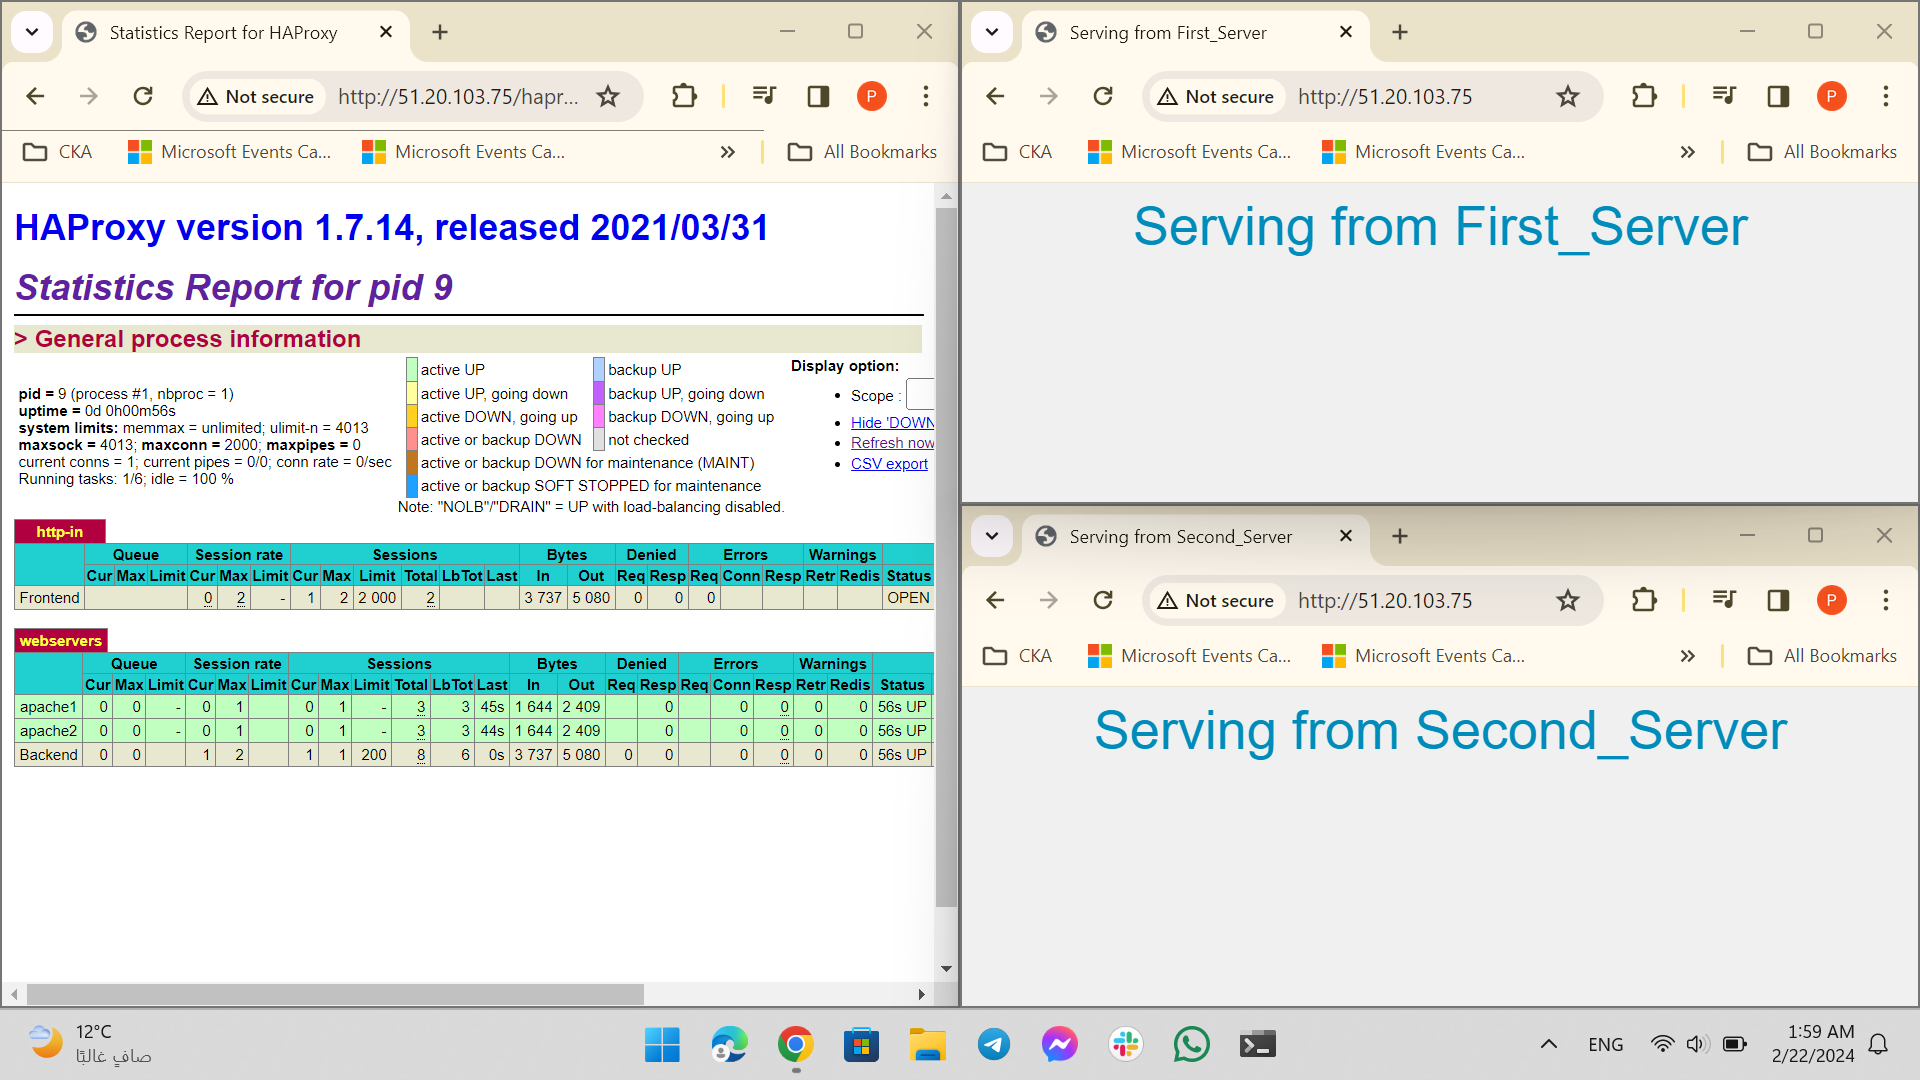 Statistics Report for HAProxy
Not secure
http://51.20.103.75/hapr...
P
CKA
Microsoft Events Ca...
Microsoft Events Ca...
All Bookmarks
HAProxy version 1.7.14, released 2021/03/31
Statistics Report for pid 9
> General process information
pid = 9 (process #1, nbproc = 1)
uptime = 0d 0h00m56s
system limits: memmax = unlimited; ulimit-n = 4013
maxsock = 4013; maxconn = 2000; maxpipes = 0
current conns = 1; current pipes = 0/0; conn rate = 0/sec
Running tasks: 1/6; idle = 100 %
active UP
backup UP
active UP, going down
backup UP, going down
active DOWN, going up
backup DOWN, going up
active or backup DOWN
not checked
active or backup DOWN for maintenance (MAINT)
active or backup SOFT STOPPED for maintenance
Note: "NOLB"/"DRAIN" = UP with load-balancing disabled.
Display option:
Scope :
Hide 'DOWN
Refresh now
CSV export
http-in
Queue Session rate Sessions Bytes Denied Errors Warnings
Cur Max Limit Cur Max Limit Cur Max Limit Total LbTot Last In Out Req Resp Req Conn Resp Retr Redis Status
Frontend 0 2 - 1 2 2 000 2 3 737 5 080 0 0 0 OPEN
webservers
Queue Session rate Sessions Bytes Denied Errors Warnings
Cur Max Limit Cur Max Limit Cur Max Limit Total LbTot Last In Out Req Resp Req Conn Resp Retr Redis Status
apache1 0 0 - 0 1 0 1 - 3 3 45s 1 644 2 409 0 0 0 0 0 56s UP
apache2 0 0 - 0 1 0 1 - 3 3 44s 1 644 2 409 0 0 0 0 0 56s UP
Backend 0 0 1 2 1 1 200 8 6 0s 3 737 5 080 0 0 0 0 0 0 56s UP
Serving from First_Server
Not secure
http://51.20.103.75
P
CKA
Microsoft Events Ca...
Microsoft Events Ca...
All Bookmarks
Serving from First_Server
Serving from Second_Server
Not secure
http://51.20.103.75
P
CKA
Microsoft Events Ca...
Microsoft Events Ca...
All Bookmarks
Serving from Second_Server
12°C
صافٍ غالبًا
ENG
1:59 AM
2/22/2024